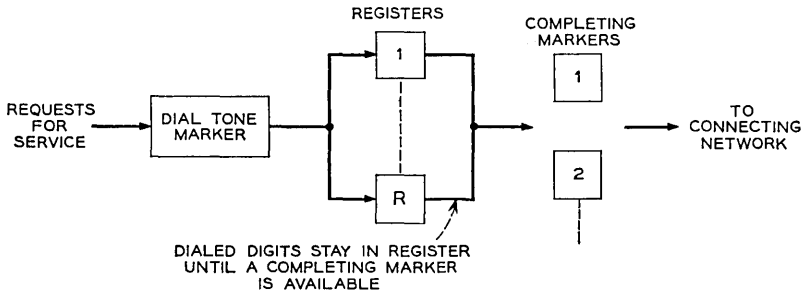 REGISTERS
COMPLETING
MARKERS
1
1
REQUESTS
FOR
SERVICE
DIAL TONE
MARKER
TO
CONNECTING
NETWORK
R
2
DIALED DIGITS STAY IN REGISTER
UNTIL A COMPLETING MARKER
IS AVAILABLE